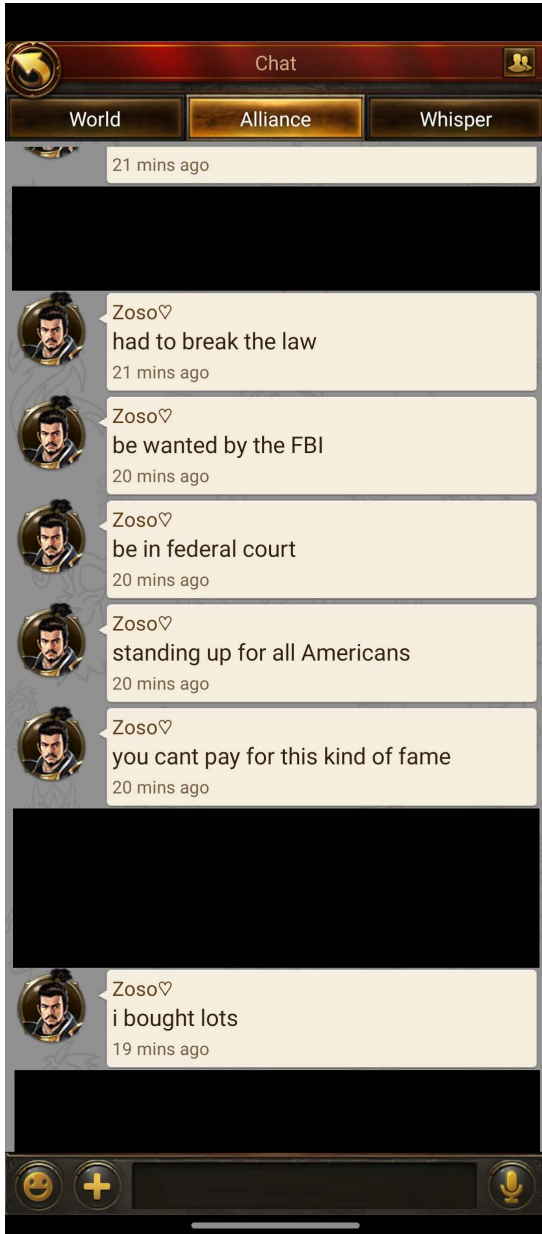 Chat
World
Alliance
Whisper
21 mins ago
Zoso♡
had to break the law
21 mins ago
Zoso♡
be wanted by the FBI
20 mins ago
Zoso♡
be in federal court
20 mins ago
Zoso♡
standing up for all Americans
20 mins ago
Zoso♡
you cant pay for this kind of fame
20 mins ago
Zoso♡
i bought lots
19 mins ago